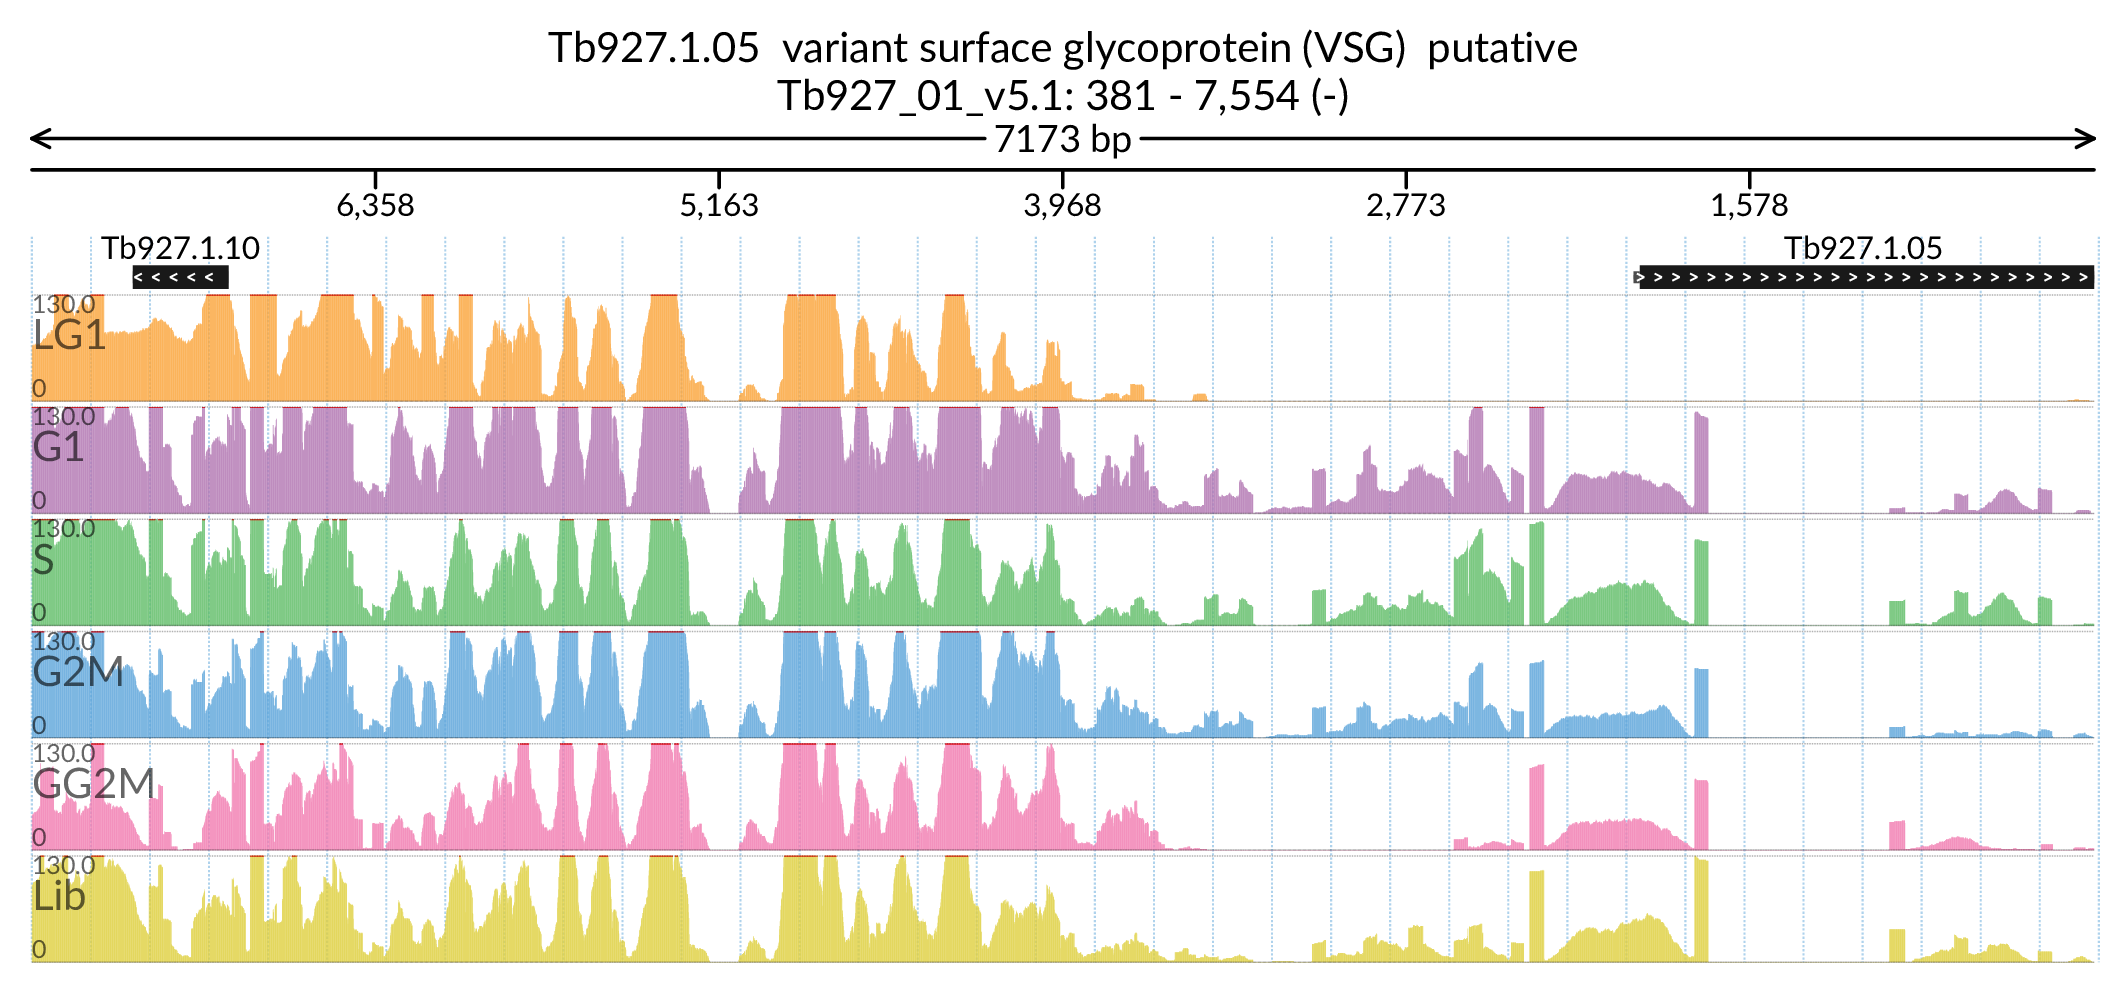 Tb927.1.05  variant surface glycoprotein (VSG)  putative
Tb927_01_v5.1: 381 - 7,554 (-)
7173 bp
6,358 5,163 3,968 2,773 1,578
Tb927.1.10 Tb927.1.05
< < < < <
> > > > > > > > > > > > > > > > > > > > > > > > > >
130.0
LG1
0
130.0
G1
0
130.0
S
0
130.0
G2M
0
130.0
GG2M
0
130.0
Lib
0